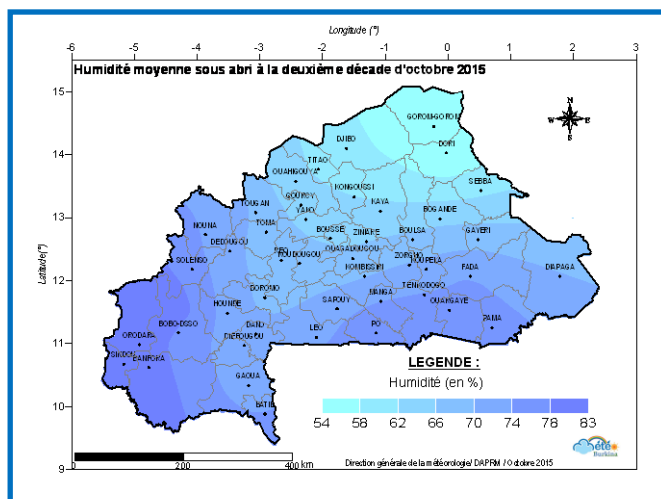 Longitude (°)
-6 -5 -4 -3 -2 -1 0 1 2 3
Humidité moyenne sous abri à la deuxième décade d'octobre 2015
15
GOROM-GOROM
N
W E
S
DJIBO
DORI
14
TITAO
OUAHIGOUYA
KONGOUSSI
SEBBA
TOUGAN
GOURCY
KAYA
13
YAKO
BOGANDE
NOUNA
TOMA
BOUSSE
ZINIARE
BOULSA
GAYERI
DEDOUGOU
REO
OUAGADOUGOU
SOLENZO
KOUDOUGOU
ZORGHO
KOUPELA
KOMBISSIRI
FADA
DIAPAGA
Latitude(°)
12
TENKODOGO
BOROMO
HOUNDE
SAPOUY
MANGA
OUARGAYE
BOBO-DSSO
DANO
LEO
PO
PAMA
ORODARA
DIEBOUGOU
11
SINDOU
BANFORA
LEGENDE :
GAOUA
Humidité (en %)
10
BATIE
54 58 62 66 70 74 78 83
météo
Burkina
9
0 200 400 km
Direction générale de la météorologie/ DAPRM / Octobre 2015